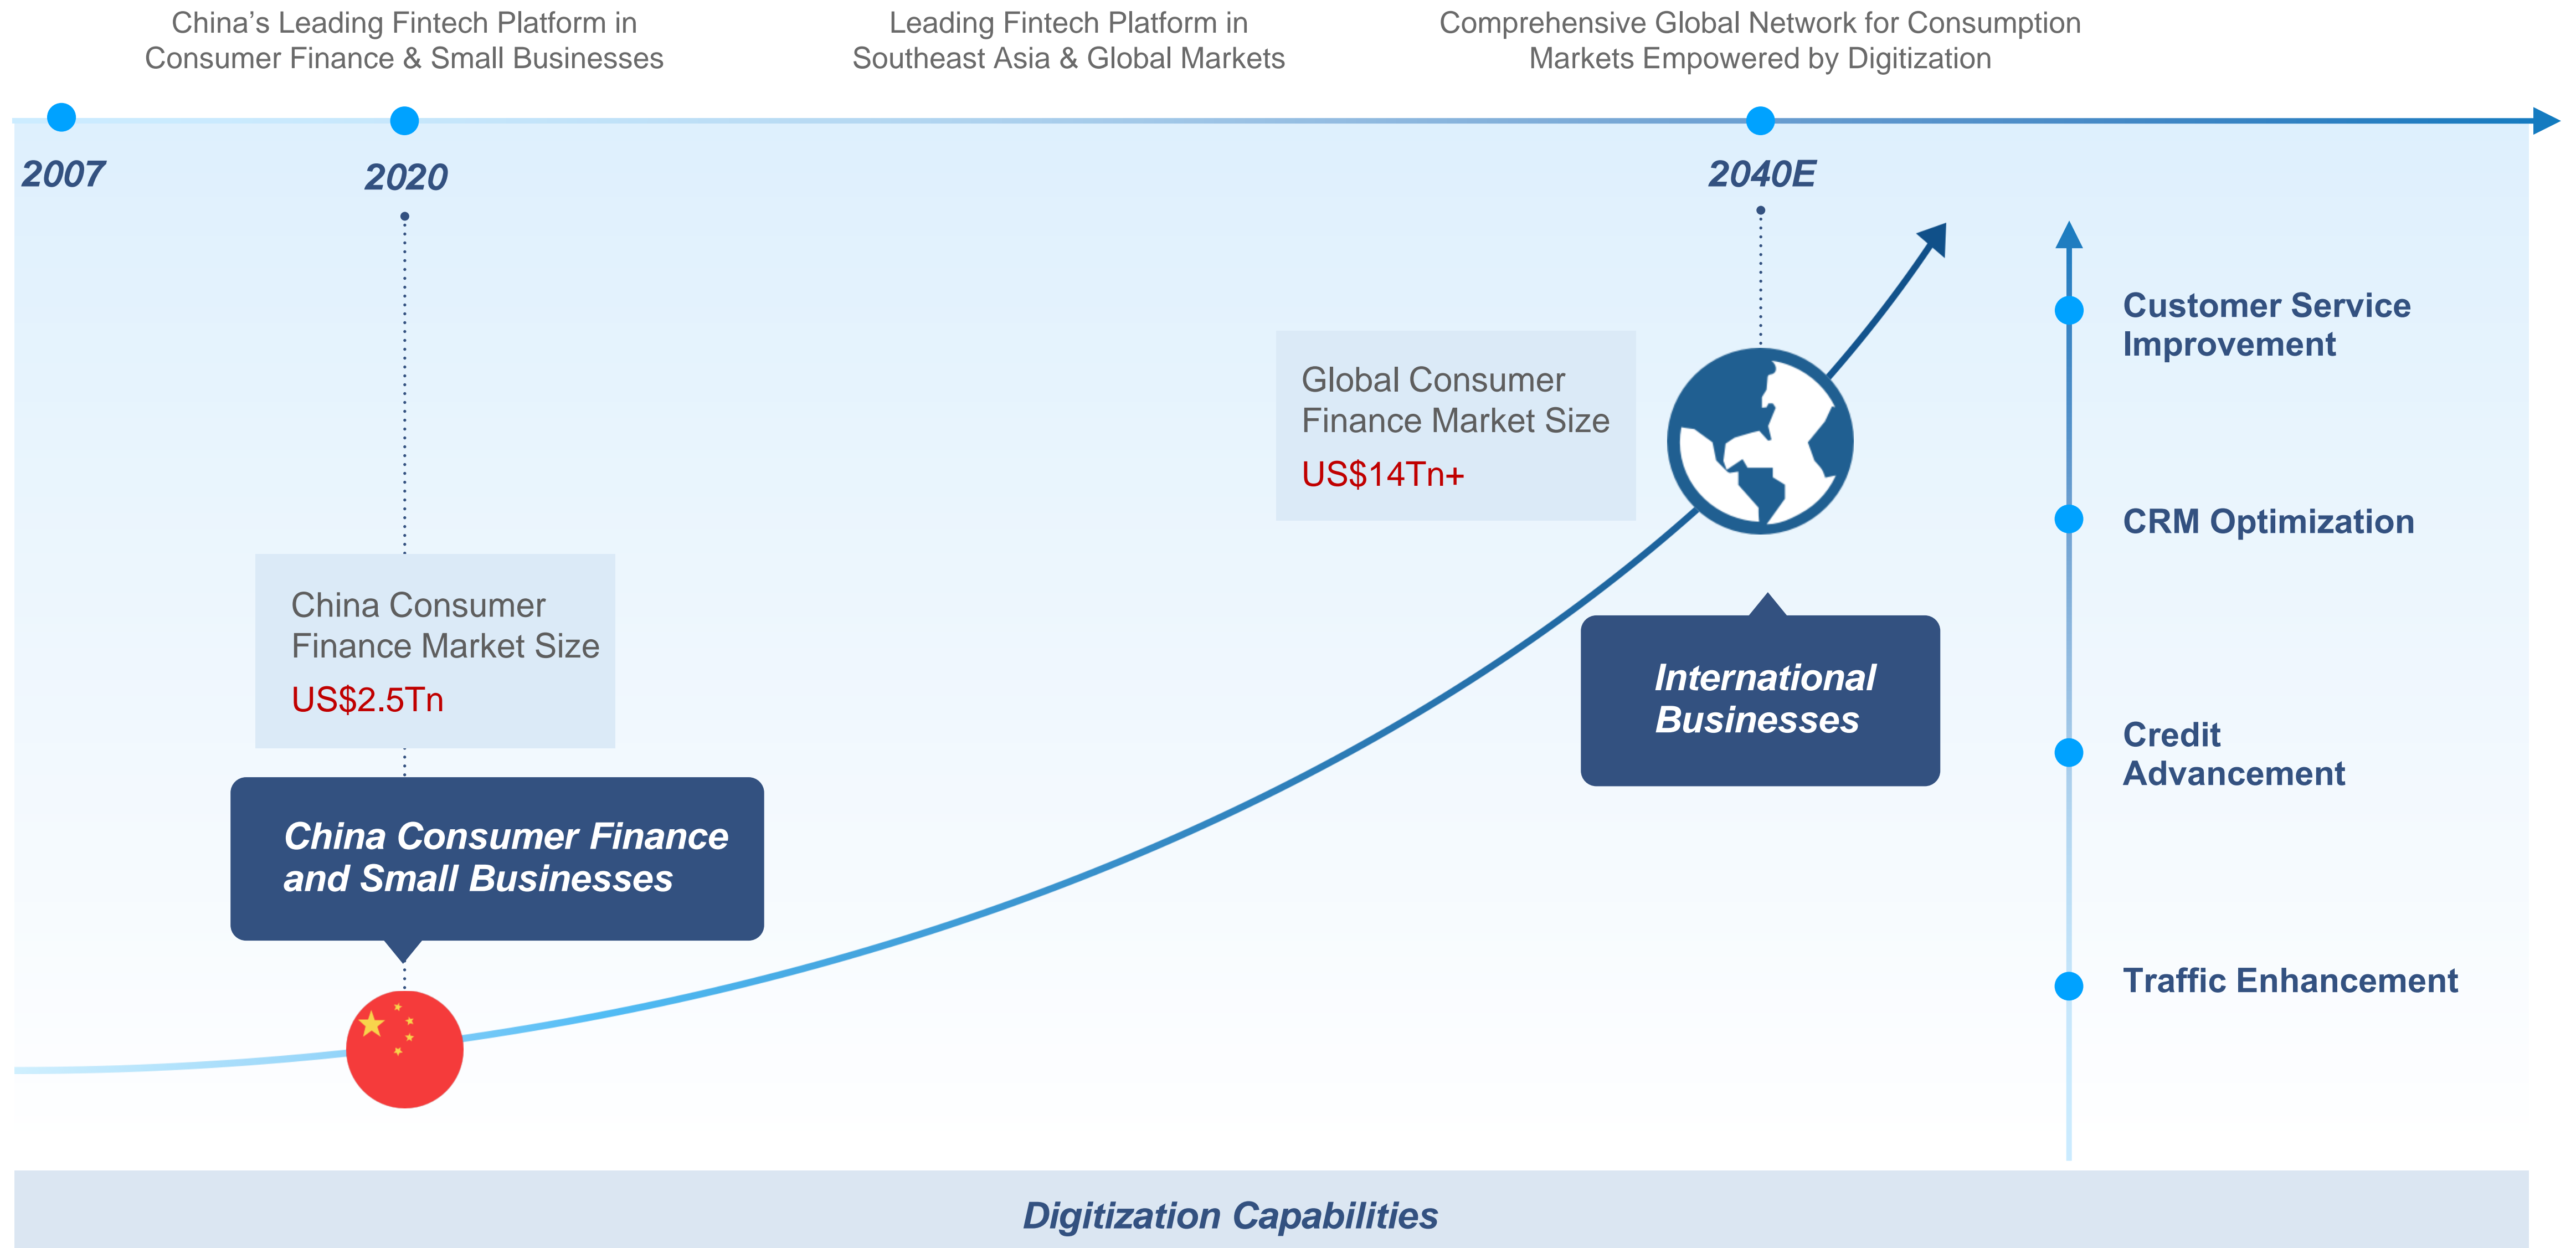 China’s Leading Fintech Platform in
Consumer Finance & Small Businesses
Leading Fintech Platform in
Southeast Asia & Global Markets
Comprehensive Global Network for Consumption
Markets Empowered by Digitization
2007
2020
2040E
Global Consumer
Finance Market Size
US$14Tn+
China Consumer
Finance Market Size
US$2.5Tn
International
Businesses
China Consumer Finance
and Small Businesses
Customer Service
Improvement
CRM Optimization
Credit
Advancement
Traffic Enhancement
Digitization Capabilities